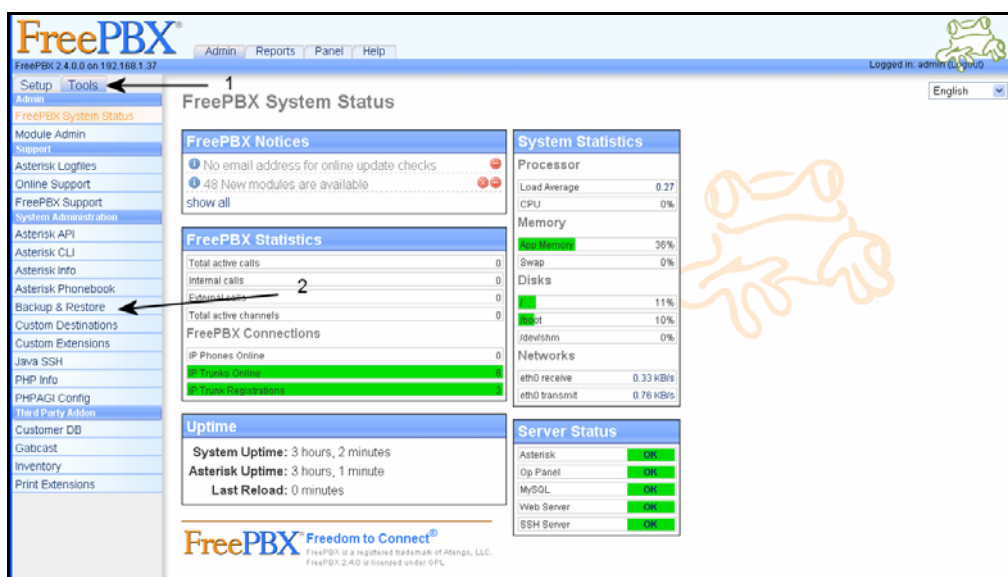 FreePBX®
Admin Reports Panel Help
FreePBX 2.4.0.0 on 192.168.1.37
Logged in: admin (Logout)
Setup Tools
1
English
Admin
FreePBX System Status
Module Admin
Support
Asterisk Logfiles
Online Support
FreePBX Support
System Administration
Asterisk API
Asterisk CLI
Asterisk Info
Asterisk Phonebook
Backup & Restore
2
Custom Destinations
Custom Extensions
Java SSH
PHP Info
PHPAGI Config
Third Party Addon
Customer DB
Gabcast
Inventory
Print Extensions
FreePBX System Status
FreePBX Notices
No email address for online update checks
48 New modules are available
show all
FreePBX Statistics
Total active calls 0
Internal calls 0
External calls 0
Total active channels 0
FreePBX Connections
IP Phones Online 0
IP Trunks Online 6
IP Trunk Registrations 3
Uptime
System Uptime: 3 hours, 2 minutes
Asterisk Uptime: 3 hours, 1 minute
Last Reload: 0 minutes
System Statistics
Processor
Load Average 0.27
CPU 0%
Memory
App Memory 36%
Swap 0%
Disks
/ 11%
/boot 10%
/dev/shm 0%
Networks
eth0 receive 0.33 KB/s
eth0 transmit 0.76 KB/s
Server Status
Asterisk OK
Op Panel OK
MySQL OK
Web Server OK
SSH Server OK
FreePBX® Freedom to Connect®
FreePBX is a registered trademark of Atengo, LLC.
FreePBX 2.4.0 is licensed under GPL